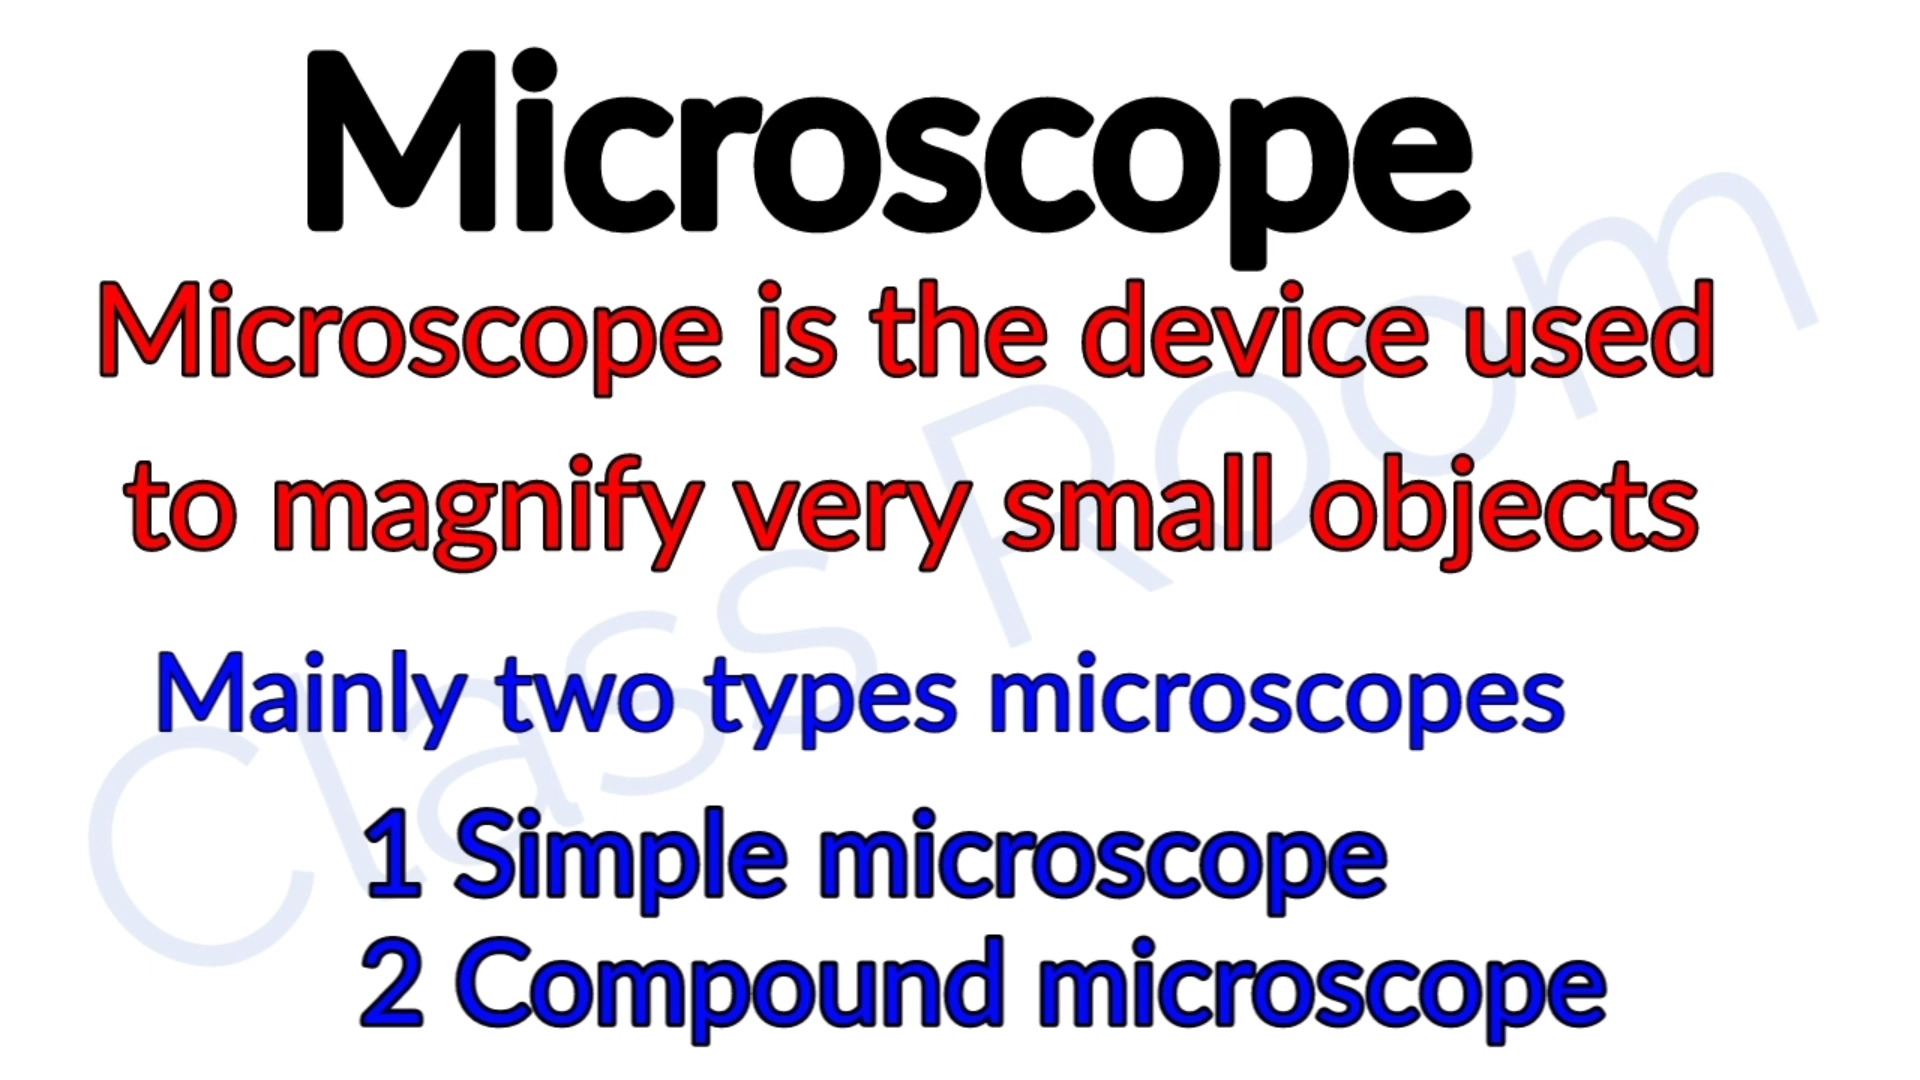 Microscope
Microscope is the device used
to magnify very small objects
Mainly two types microscopes
1 Simple microscope
2 Compound microscope
Class Room